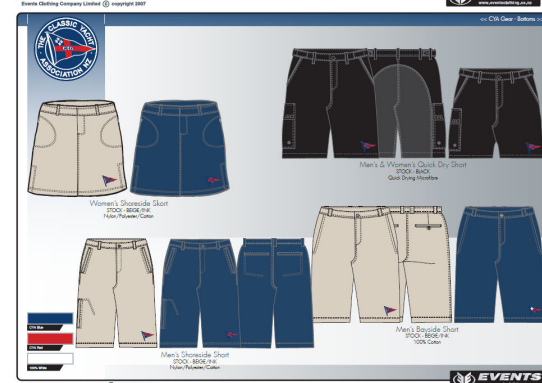 Events Clothing Company Limited © copyright 2007
www.eventsclothing.co.nz
<< CYA Gear - Bottoms >>
THE CLASSIC YACHT ASSOCIATION NZ
CYA
Men's & Women's Quick Dry Short
STOCK - BLACK
Quick Drying Microfibre
Women's Shoreside Skort
STOCK - BEIGE/INK
Nylon/Polyester/Cotton
Men's Bayside Short
STOCK - BEIGE/INK
100% Cotton
CYA Blue
CYA Red
100% White
Men's Shoreside Short
STOCK - BEIGE/INK
Nylon/Polyester/Cotton
EVENTS